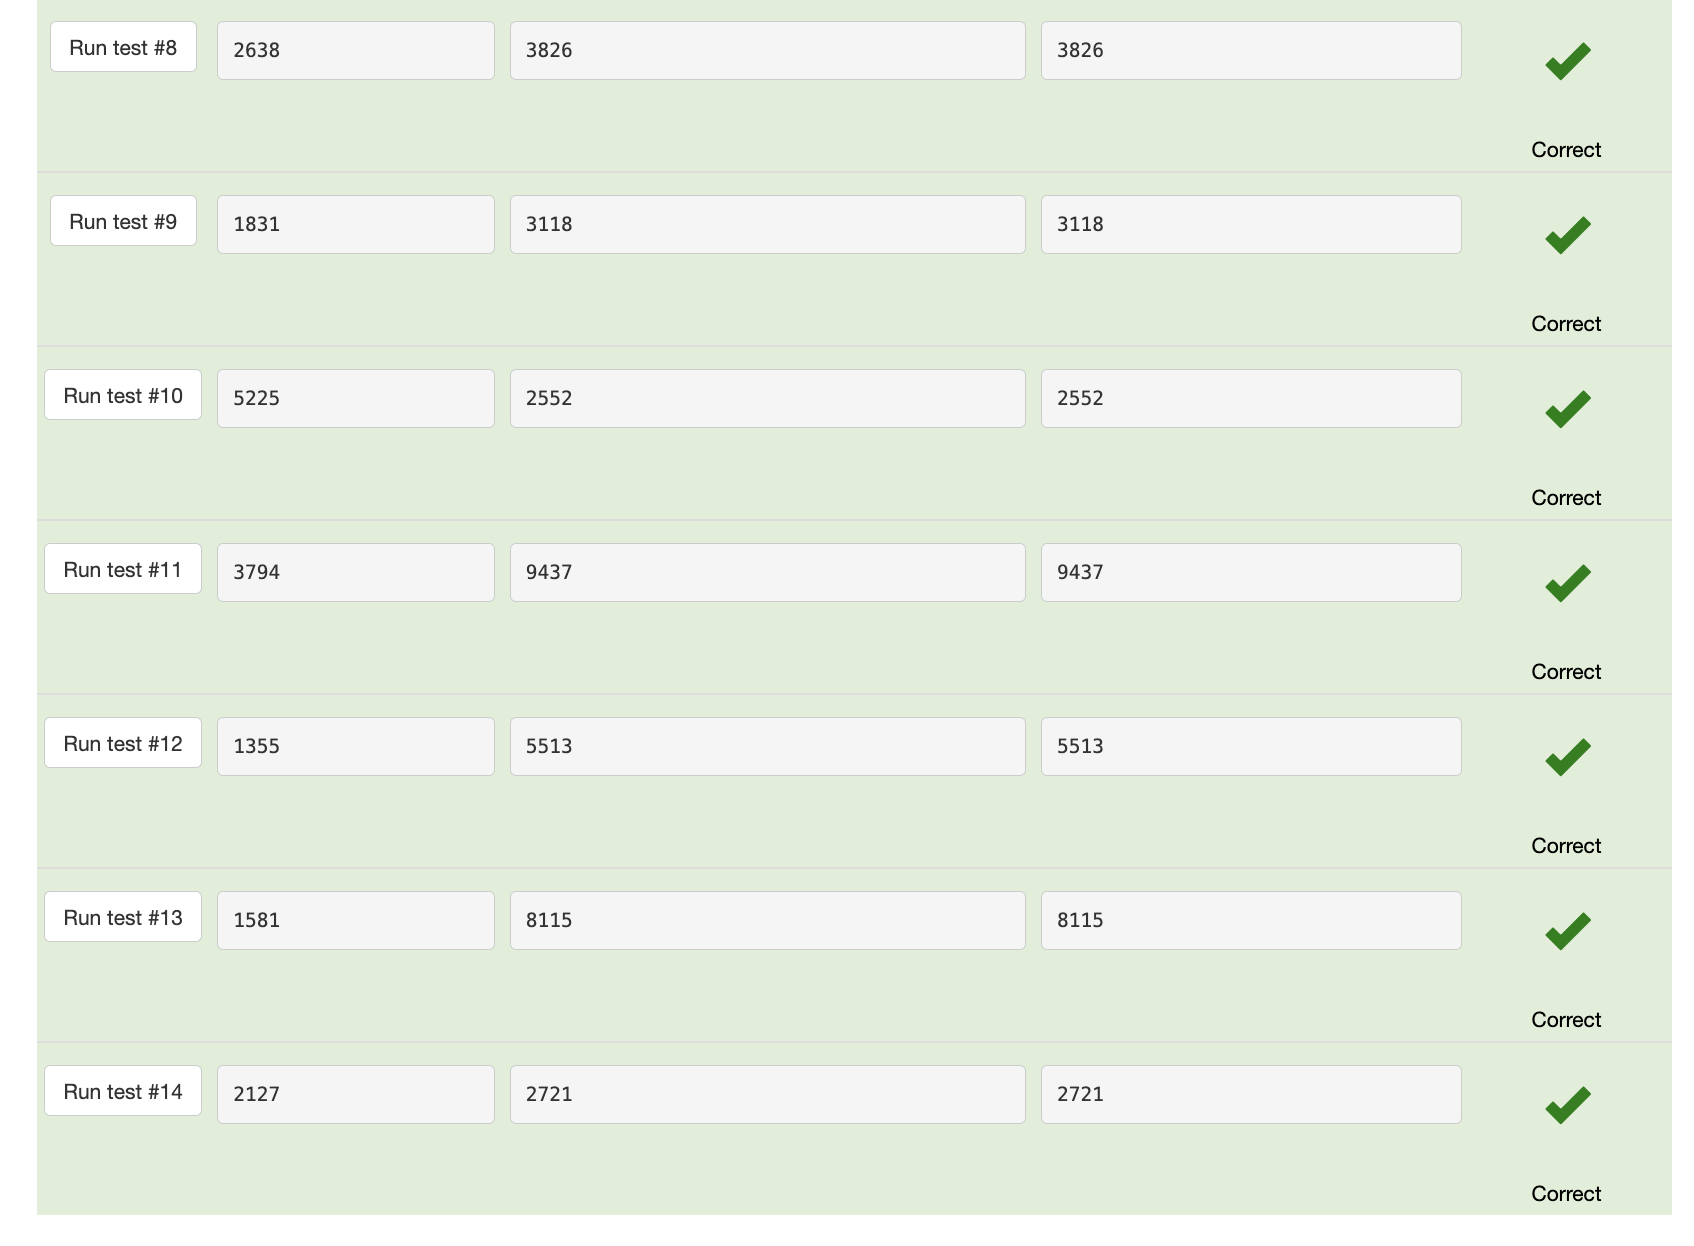 Run test #8 2638 3826 3826
Correct
Run test #9 1831 3118 3118
Correct
Run test #10 5225 2552 2552
Correct
Run test #11 3794 9437 9437
Correct
Run test #12 1355 5513 5513
Correct
Run test #13 1581 8115 8115
Correct
Run test #14 2127 2721 2721
Correct